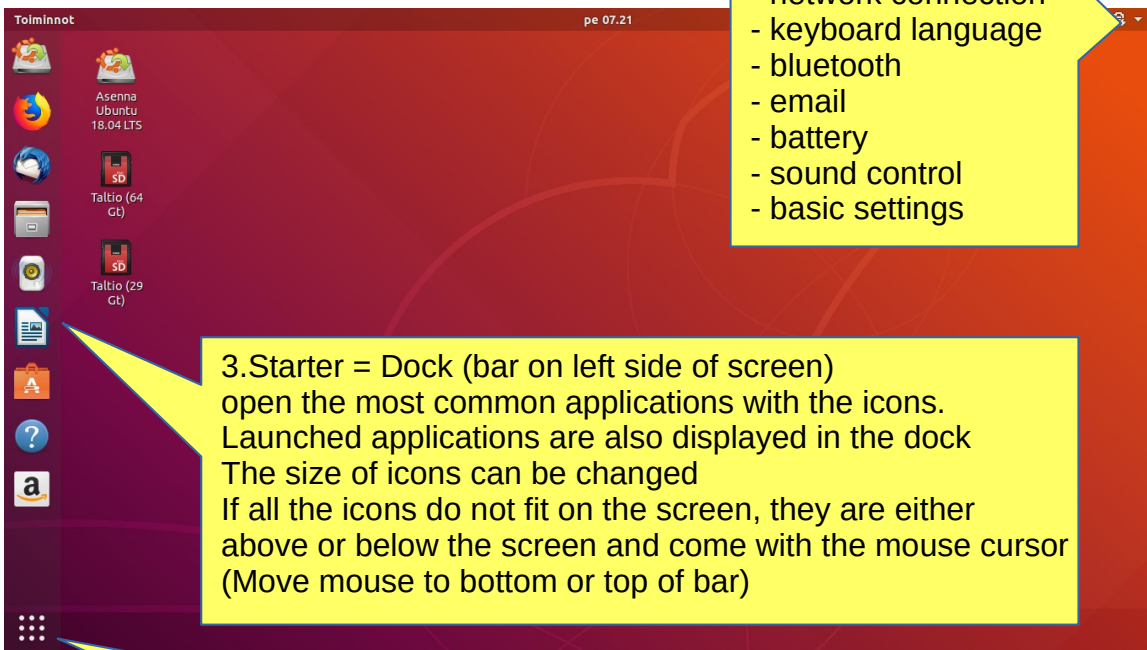 Toiminnot
pe 07.21
- network connection
- keyboard language
- bluetooth
- email
- battery
- sound control
- basic settings
Asenna
Ubuntu
18.04 LTS
SD
Taltio (64
Gt)
SD
Taltio (29
Gt)
3.Starter = Dock (bar on left side of screen)
open the most common applications with the icons.
Launched applications are also displayed in the dock
The size of icons can be changed
If all the icons do not fit on the screen, they are either
above or below the screen and come with the mouse cursor
(Move mouse to bottom or top of bar)
A
?
a